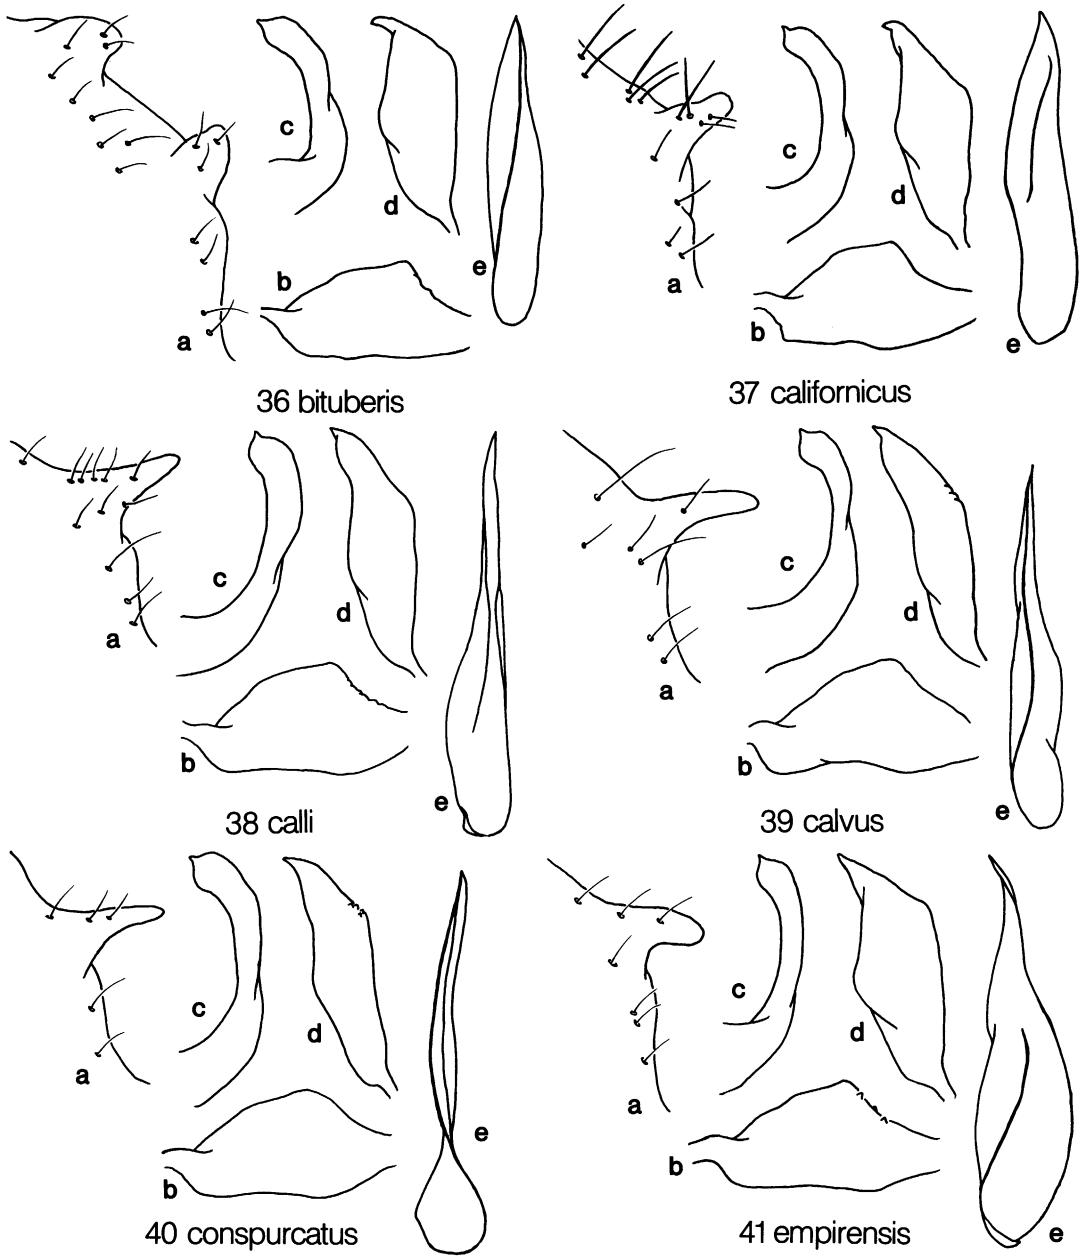 c
d
b
e
a
36 bituberis
c
d
a
b
e
37 californicus
c
d
a
b
e
38 calli
c
d
a
b
e
39 calvus
c
d
a
e
b
40 conspurcatus
c
d
a
b
e
41 empirensis